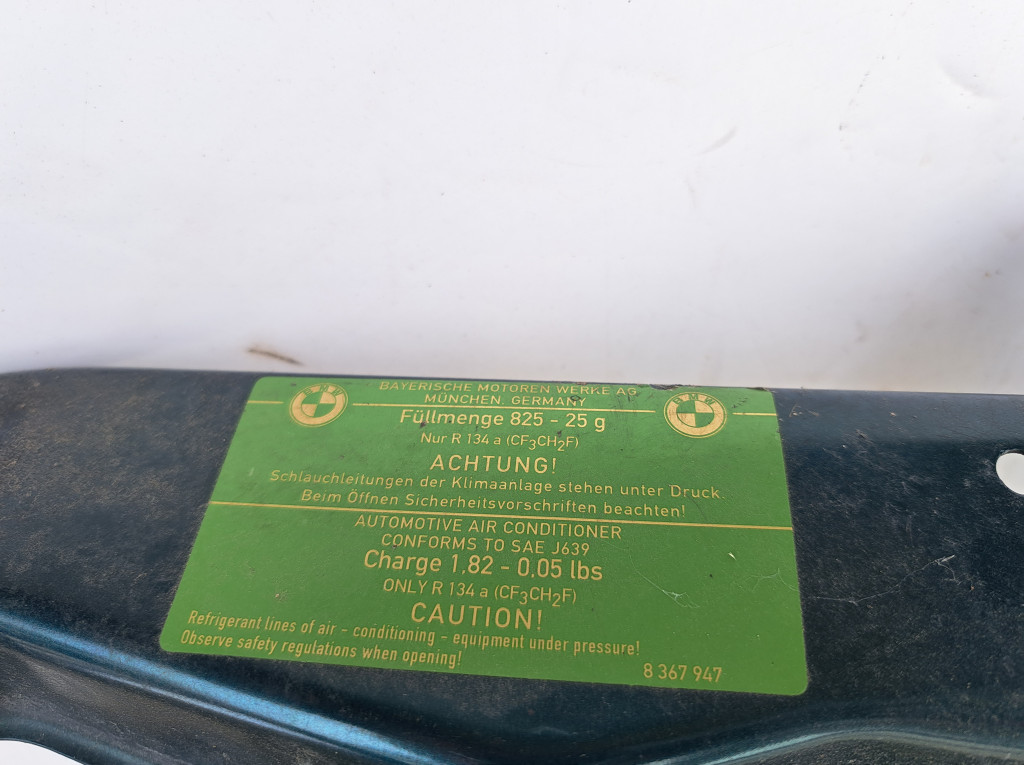 BAYERISCHE MOTOREN WERKE AG
MÜNCHEN, GERMANY
BMW
BMW
Füllmenge 825 - 25 g
Nur R 134 a (CF3CH2F)
ACHTUNG!
Schlauchleitungen der Klimaanlage stehen unter Druck.
Beim Öffnen Sicherheitsvorschriften beachten!
AUTOMOTIVE AIR CONDITIONER
CONFORMS TO SAE J639
Charge 1,82 - 0,05 lbs
ONLY R 134 a (CF3CH2F)
CAUTION!
Refrigerant lines of air - conditioning - equipment under pressure!
Observe safety regulations when opening!
8 367 947